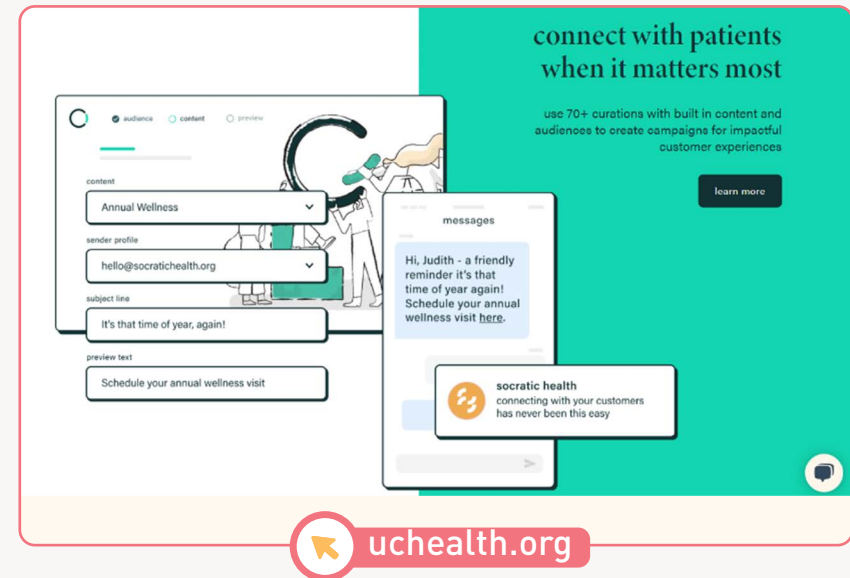 connect with patients
when it matters most
use 70+ curations with built in content and
audiences to create campaigns for impactful
customer experiences
learn more
audience content preview
content
Annual Wellness
sender profile
hello@socratichealth.org
subject line
It's that time of year, again!
preview text
Schedule your annual wellness visit
messages
Hi, Judith - a friendly
reminder it's that
time of year again!
Schedule your annual
wellness visit here.
socratic health
connecting with your customers
has never been this easy
uchealth.org